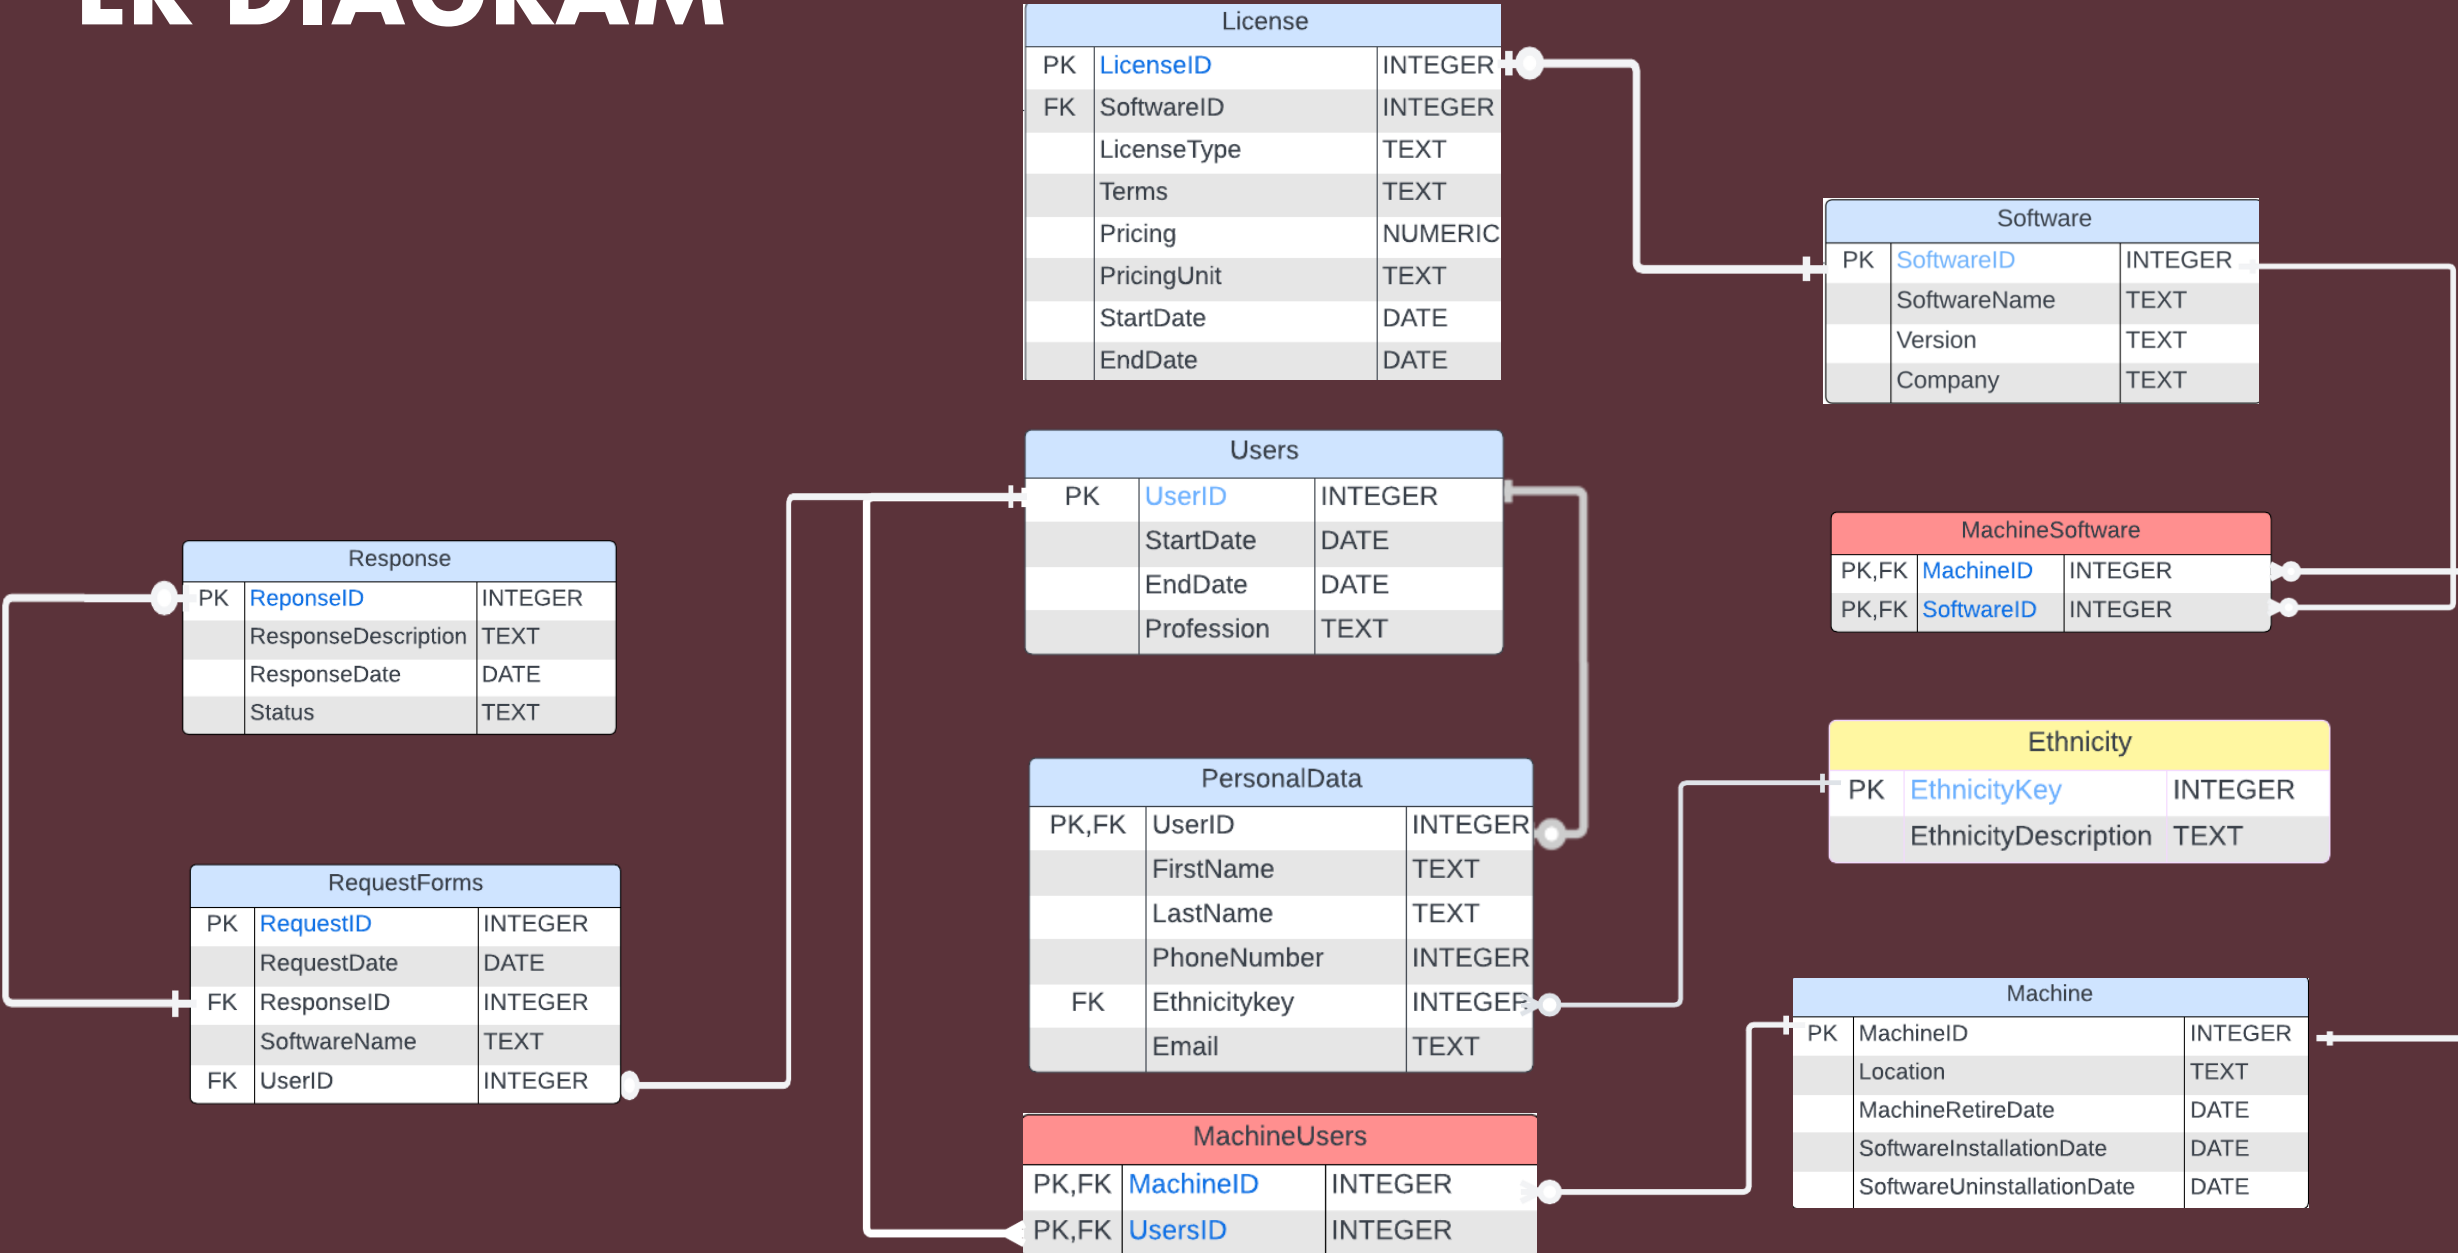 ER DIAGRAM
License
PK LicenseID INTEGER
FK SoftwareID INTEGER
LicenseType TEXT
Terms TEXT
Pricing NUMERIC
PricingUnit TEXT
StartDate DATE
EndDate DATE
Software
PK SoftwareID INTEGER
SoftwareName TEXT
Version TEXT
Company TEXT
Users
PK UserID INTEGER
StartDate DATE
EndDate DATE
Profession TEXT
MachineSoftware
PK,FK MachineID INTEGER
PK,FK SoftwareID INTEGER
Response
PK ReponseID INTEGER
ResponseDescription TEXT
ResponseDate DATE
Status TEXT
Ethnicity
PK EthnicityKey INTEGER
EthnicityDescription TEXT
PersonalData
PK,FK UserID INTEGER
FirstName TEXT
LastName TEXT
PhoneNumber INTEGER
FK Ethnicitykey INTEGER
Email TEXT
RequestForms
PK RequestID INTEGER
RequestDate DATE
FK ResponseID INTEGER
SoftwareName TEXT
FK UserID INTEGER
Machine
PK MachineID INTEGER
Location TEXT
MachineRetireDate DATE
SoftwareInstallationDate DATE
SoftwareUninstallationDate DATE
MachineUsers
PK,FK MachineID INTEGER
PK,FK UsersID INTEGER